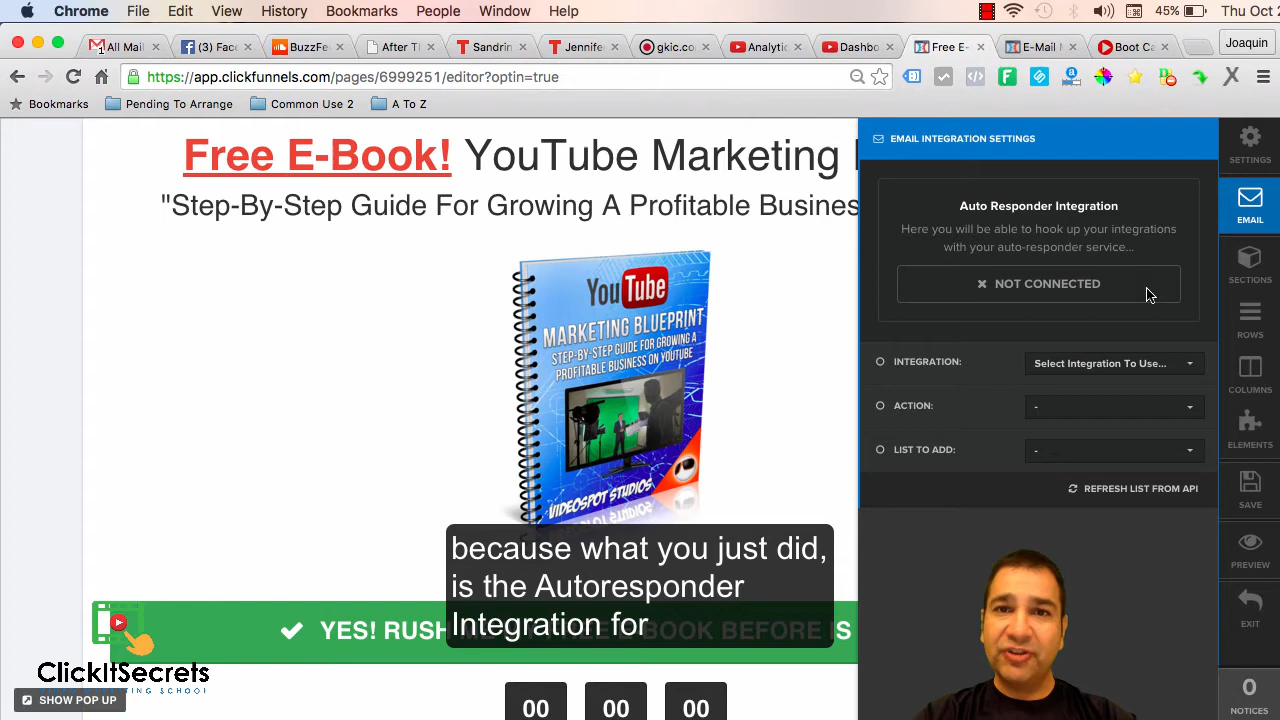 Chrome File Edit View History Bookmarks People Window Help 45% Thu Oct 2
All Mail (3) Fac BuzzFe After Th Sandrin Jennifer gkic.co Analytic Dashbo Free E- E-Mail M Boot Ca Joaquin
https://app.clickfunnels.com/pages/6999251/editor?optin=true
Bookmarks Pending To Arrange Common Use 2 A To Z
Free E-Book! YouTube Marketing
"Step-By-Step Guide For Growing A Profitable Busines
YouTube
MARKETING BLUEPRINT
STEP-BY-STEP GUIDE FOR GROWING A
PROFITABLE BUSINESS ON YOUTUBE
VIDEOSPOT STUDIOS
EMAIL INTEGRATION SETTINGS
Auto Responder Integration
Here you will be able to hook up your integrations
with your auto-responder service...
NOT CONNECTED
INTEGRATION: Select Integration To Use...
ACTION: -
LIST TO ADD: -
REFRESH LIST FROM API
SETTINGS
EMAIL
SECTIONS
ROWS
COLUMNS
ELEMENTS
SAVE
PREVIEW
EXIT
0
NOTICES
because what you just did,
is the Autoresponder
Integration for
YES! RUSH BOOK BEFORE IS
ClickItSecrets
VIDEO MARKETING SCHOOL
SHOW POP UP
00 00 00